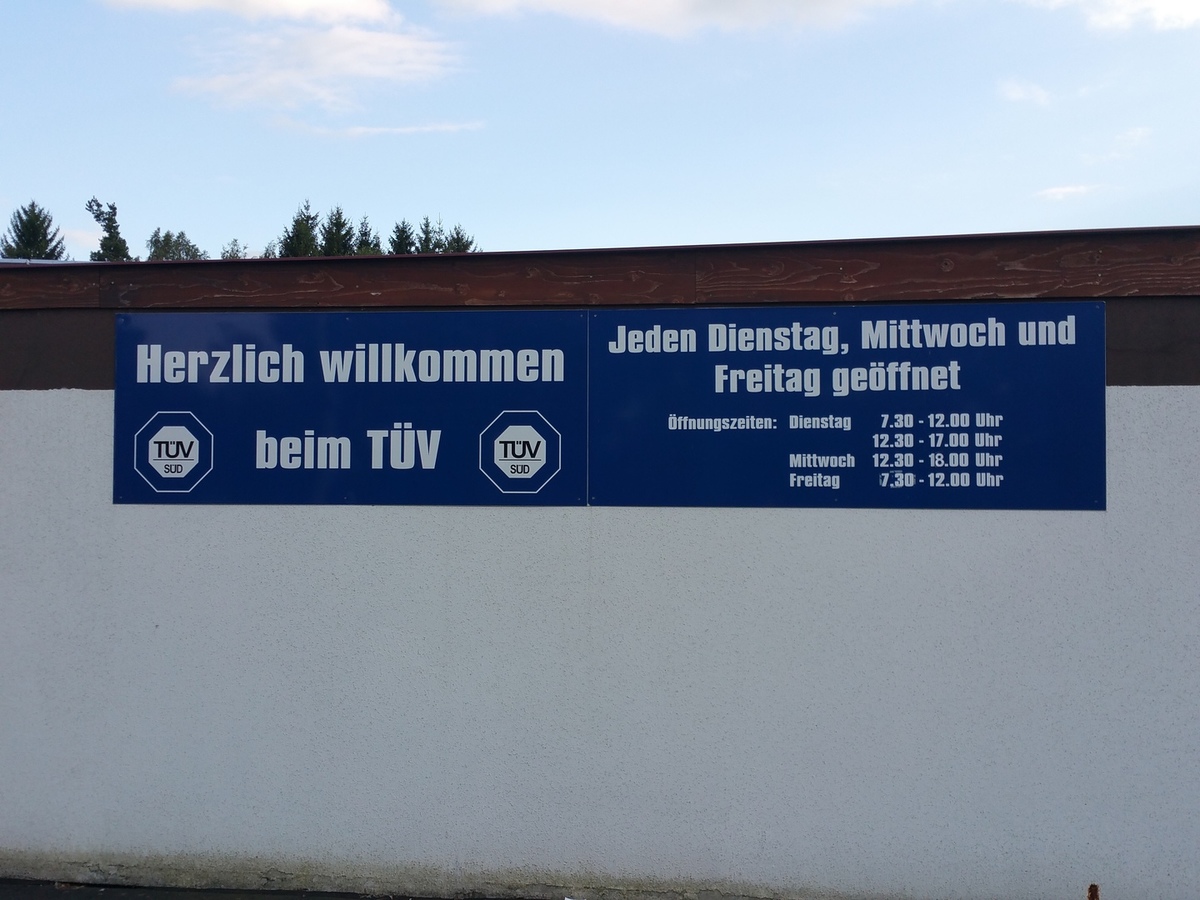 Herzlich willkommen
beim TÜV
TÜV
SÜD
TÜV
SÜD
Jeden Dienstag, Mittwoch und
Freitag geöffnet
Öffnungszeiten: Dienstag 7.30 - 12.00 Uhr
12.30 - 17.00 Uhr
Mittwoch 12.30 - 18.00 Uhr
Freitag 7.30 - 12.00 Uhr